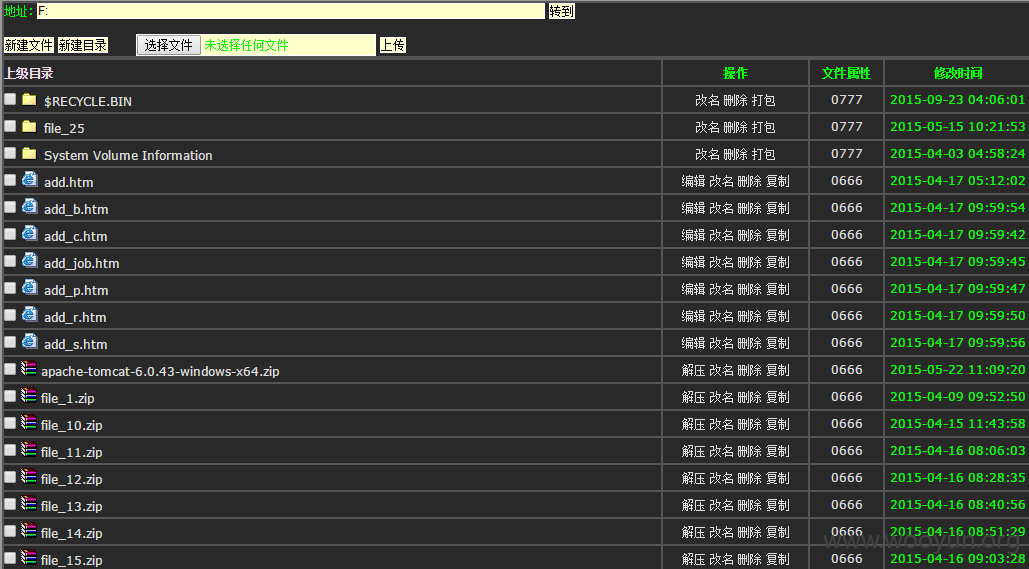 地址: F: 转到
新建文件 新建目录 选择文件 未选择任何文件 上传
上级目录 操作 文件属性 修改时间
$RECYCLE.BIN 改名 删除 打包 0777 2015-09-23 04:06:01
file_25 改名 删除 打包 0777 2015-05-15 10:21:53
System Volume Information 改名 删除 打包 0777 2015-04-03 04:58:24
add.htm 编辑 改名 删除 复制 0666 2015-04-17 05:12:02
add_b.htm 编辑 改名 删除 复制 0666 2015-04-17 09:59:54
add_c.htm 编辑 改名 删除 复制 0666 2015-04-17 09:59:42
add_job.htm 编辑 改名 删除 复制 0666 2015-04-17 09:59:45
add_p.htm 编辑 改名 删除 复制 0666 2015-04-17 09:59:47
add_r.htm 编辑 改名 删除 复制 0666 2015-04-17 09:59:50
add_s.htm 编辑 改名 删除 复制 0666 2015-04-17 09:59:56
apache-tomcat-6.0.43-windows-x64.zip 解压 改名 删除 复制 0666 2015-05-22 11:09:20
file_1.zip 解压 改名 删除 复制 0666 2015-04-09 09:52:50
file_10.zip 解压 改名 删除 复制 0666 2015-04-15 11:43:58
file_11.zip 解压 改名 删除 复制 0666 2015-04-16 08:06:03
file_12.zip 解压 改名 删除 复制 0666 2015-04-16 08:28:35
file_13.zip 解压 改名 删除 复制 0666 2015-04-16 08:40:56
file_14.zip 解压 改名 删除 复制 0666 2015-04-16 08:51:29
www.wooyun.org
file_15.zip 解压 改名 删除 复制 0666 2015-04-16 09:03:28